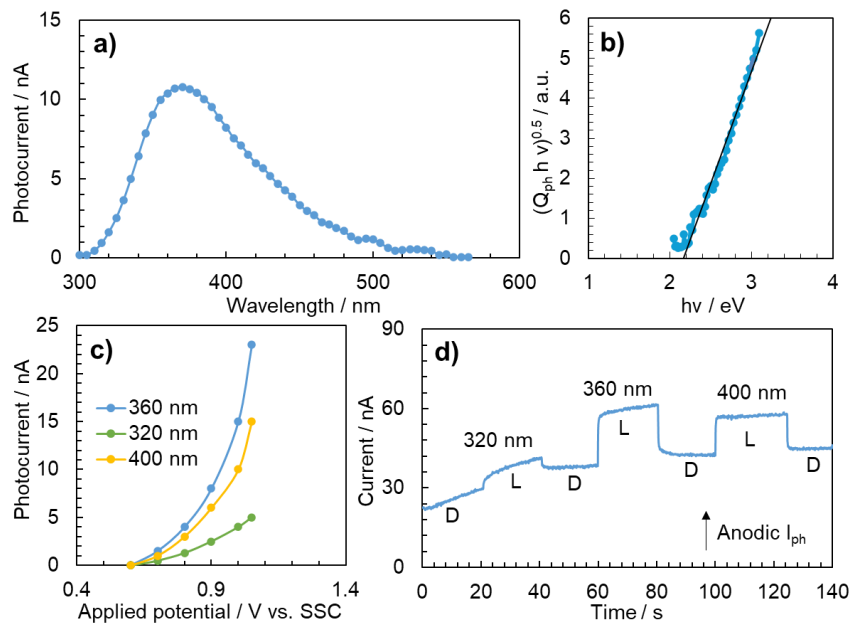 a)
Photocurrent / nA
15
10
5
0
300
400
500
600
Wavelength / nm
b)
(Qph h ν)0.5 / a.u.
6
5
4
3
2
1
0
1
2
3
4
hν / eV
c)
Photocurrent / nA
25
20
15
10
5
0
360 nm
320 nm
400 nm
0.4
0.9
1.4
Applied potential / V vs. SSC
d)
Current / nA
90
60
30
0
320 nm
360 nm
400 nm
D
L
D
L
D
L
D
Anodic Iph
0
20
40
60
80
100
120
140
Time / s